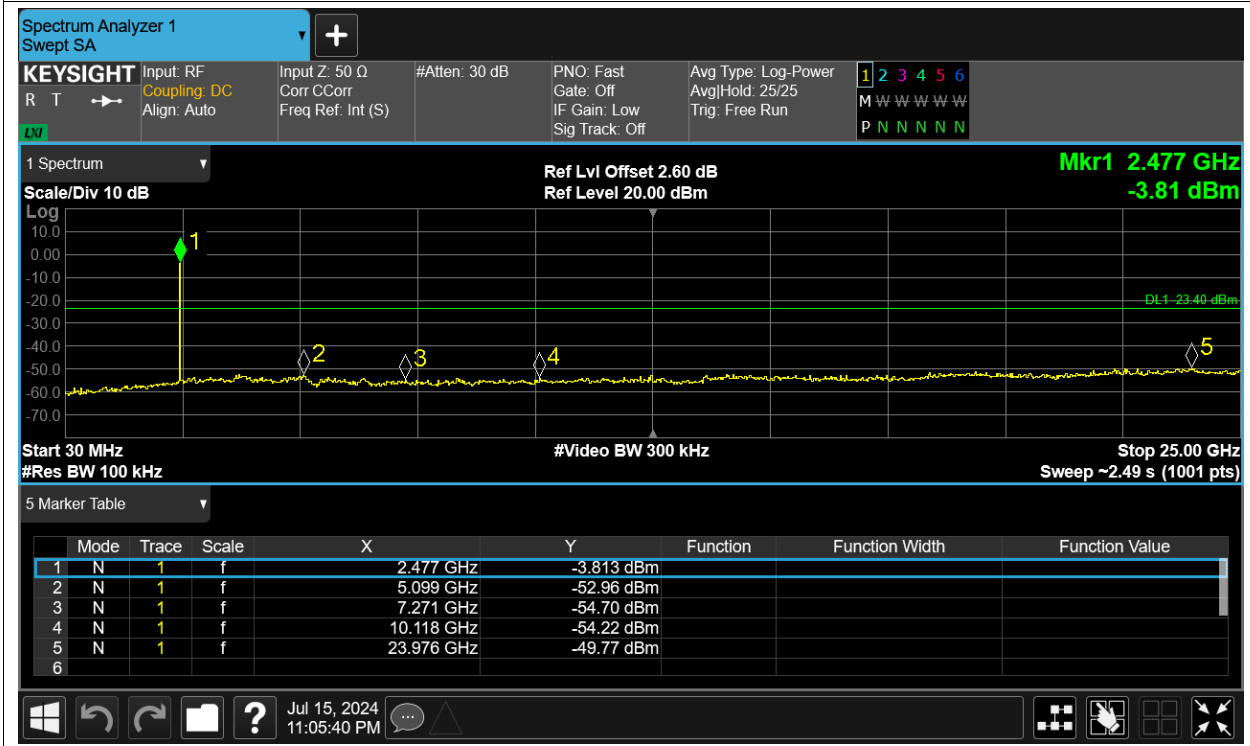 Spectrum Analyzer 1
Swept SA
KEYSIGHT Input: RF Input Z: 50 Ω #Atten: 30 dB PNO: Fast Avg Type: Log-Power 1 2 3 4 5 6
R T Coupling: DC Corr CCorr Gate: Off Avg|Hold: 25/25 M W W W W W
Align: Auto Freq Ref: Int (S) IF Gain: Low Trig: Free Run
LXI Sig Track: Off P N N N N N
1 Spectrum Ref Lvl Offset 2.60 dB Mkr1 2.477 GHz
Scale/Div 10 dB Ref Level 20.00 dBm -3.81 dBm
Log
10.0
1
0.00
-10.0
-20.0
DL1 -23.40 dBm
-30.0
-40.0
2 3 4 5
-50.0
-60.0
-70.0
Start 30 MHz #Video BW 300 kHz Stop 25.00 GHz
#Res BW 100 kHz Sweep ~2.49 s (1001 pts)
5 Marker Table
Mode Trace Scale X Y Function Function Width Function Value
1 N 1 f 2.477 GHz -3.813 dBm
2 N 1 f 5.099 GHz -52.96 dBm
3 N 1 f 7.271 GHz -54.70 dBm
4 N 1 f 10.118 GHz -54.22 dBm
5 N 1 f 23.976 GHz -49.77 dBm
6
? Jul 15, 2024
11:05:40 PM